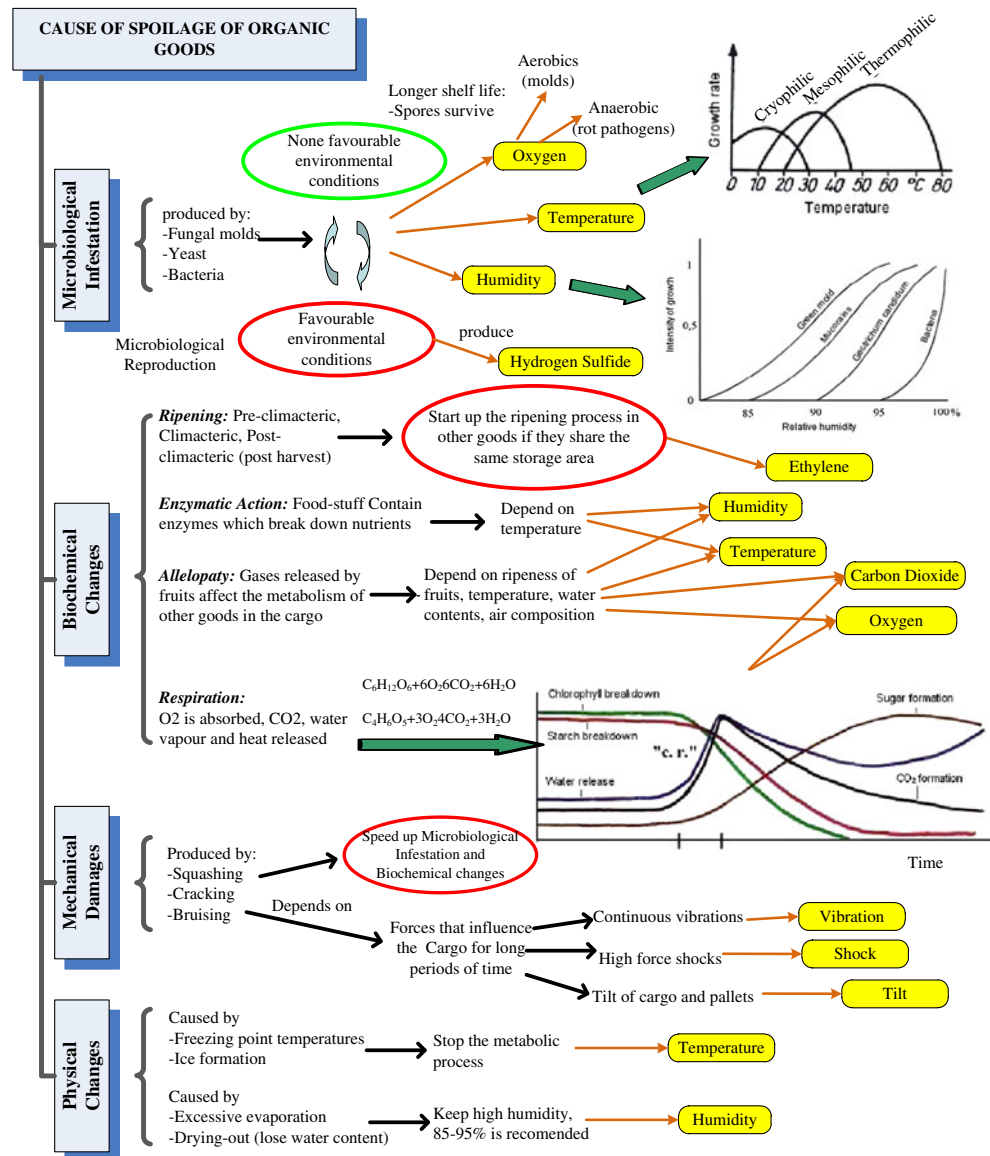 CAUSE OF SPOILAGE OF ORGANIC
GOODS
Microbiological
Infestation
produced by:
-Fungal molds
-Yeast
-Bacteria
None favourable
environmental
conditions
Longer shelf life:
-Spores survive
Aerobics
(molds)
Anaerobic
(rot pathogens)
Oxygen
Temperature
Humidity
Microbiological
Reproduction
Favourable
environmental
conditions
produce
Hydrogen Sulfide
Growth rate
Cryophilic
Mesophilic
Thermophilic
0 10 20 30 °C 80
Temperature
Intensity of growth
1
0,5
Green mold
Mucoraies
Geotrichum candidum
Bacteria
85 90 95 100%
Relative humidity
Biochemical
Changes
Ripening: Pre-climacteric,
Climacteric, Post-
climacteric (post harvest)
Start up the ripening process in
other goods if they share the
same storage area
Ethylene
Enzymatic Action: Food-stuff Contain
enzymes which break down nutrients
Depend on
temperature
Humidity
Temperature
Allelopaty: Gases released by
fruits affect the metabolism of
other goods in the cargo
Depend on ripeness of
fruits, temperature, water
contents, air composition
Carbon Dioxide
Oxygen
Respiration:
O2 is absorbed, CO2, water
vapour and heat released
C₆H₁₂O₆+6O₂6CO₂+6H₂O
C₄H₆O₅+3O₂4CO₂+3H₂O
Chlorophyll breakdown
Starch breakdown
Water release
"c. r."
Sugar formation
CO₂ formation
Time
Mechanical
Damages
Produced by:
-Squashing
-Cracking
-Bruising
Speed up Microbiological
Infestation and
Biochemical changes
Depends on
Forces that influence
the Cargo for long
periods of time
Continuous vibrations
Vibration
High force shocks
Shock
Tilt of cargo and pallets
Tilt
Physical
Changes
Caused by
-Freezing point temperatures
-Ice formation
Stop the metabolic
process
Temperature
Caused by
-Excessive evaporation
-Drying-out (lose water content)
Keep high humidity,
85-95% is recomended
Humidity